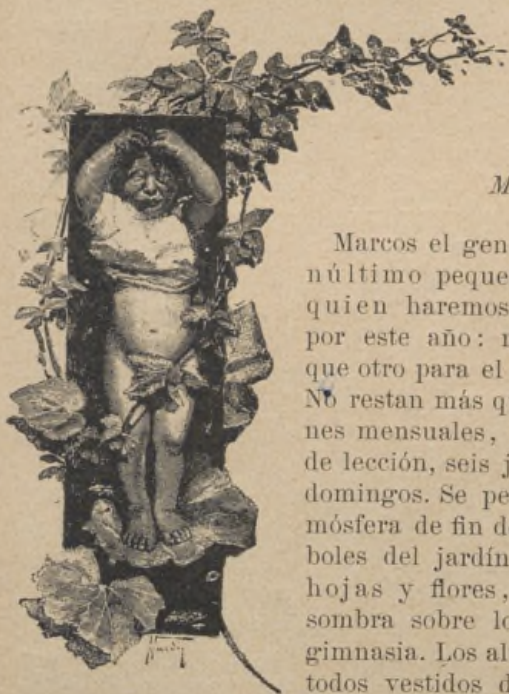 M
Marcos el gen
núltimo peque
quien haremos
por este año:
que otro para el
No restan más q
nes mensuales,
de lección, seis j
domingos. Se pe
mósfera de fin d
boles del jardín
hojas y flores,
sombra sobre lo
gimnasia. Los al
todos vestidos d